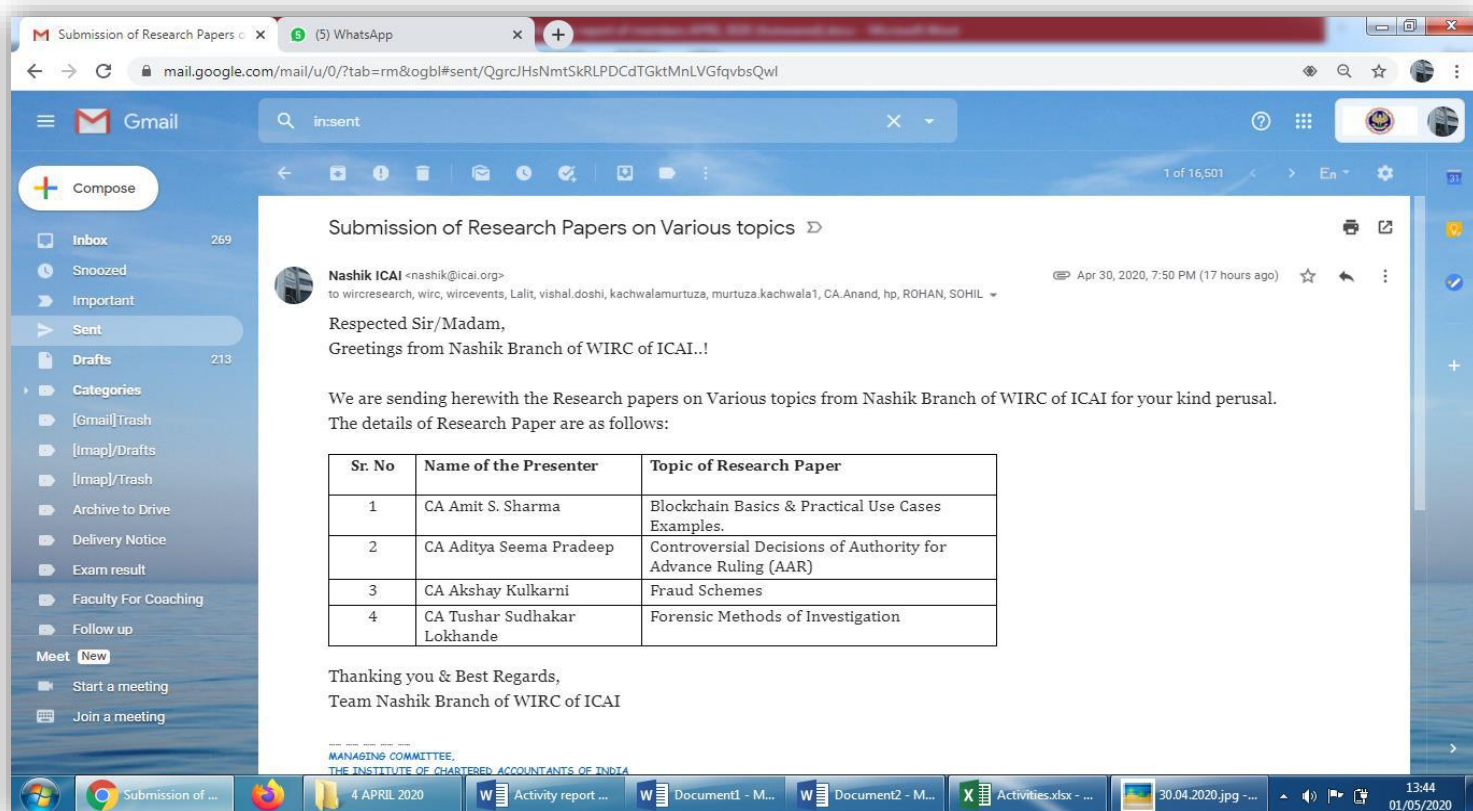 Submission of Research Papers o
(5) WhatsApp
mail.google.com/mail/u/0/?tab=rm&ogbl#sent/QgrcJHsNmtSkRLPDCdTGktMnLVGfqvbsQwl
Gmail
in:sent
Compose
1 of 16,501
En
31
Inbox 269
Snoozed
Important
Sent
Drafts 213
Categories
[Gmail]Trash
[Imap]/Drafts
[Imap]/Trash
Archive to Drive
Delivery Notice
Exam result
Faculty For Coaching
Follow up
Meet New
Start a meeting
Join a meeting
Submission of Research Papers on Various topics
Nashik ICAI <nashik@icai.org>
Apr 30, 2020, 7:50 PM (17 hours ago)
to wircresearch, wirc, wircevents, Lalit, vishal.doshi, kachwalamurtuza, murtuza.kachwala1, CA.Anand, hp, ROHAN, SOHIL
Respected Sir/Madam,
Greetings from Nashik Branch of WIRC of ICAI..!
We are sending herewith the Research papers on Various topics from Nashik Branch of WIRC of ICAI for your kind perusal.
The details of Research Paper are as follows:
Sr. No Name of the Presenter Topic of Research Paper
1 CA Amit S. Sharma Blockchain Basics & Practical Use Cases
Examples.
2 CA Aditya Seema Pradeep Controversial Decisions of Authority for
Advance Ruling (AAR)
3 CA Akshay Kulkarni Fraud Schemes
4 CA Tushar Sudhakar Forensic Methods of Investigation
Lokhande
Thanking you & Best Regards,
Team Nashik Branch of WIRC of ICAI
MANAGING COMMITTEE,
THE INSTITUTE OF CHARTERED ACCOUNTANTS OF INDIA
Submission of ...
4 APRIL 2020
Activity report ...
Document1 - M...
Document2 - M...
Activities.xlsx - ...
30.04.2020.jpg -...
13:44
01/05/2020